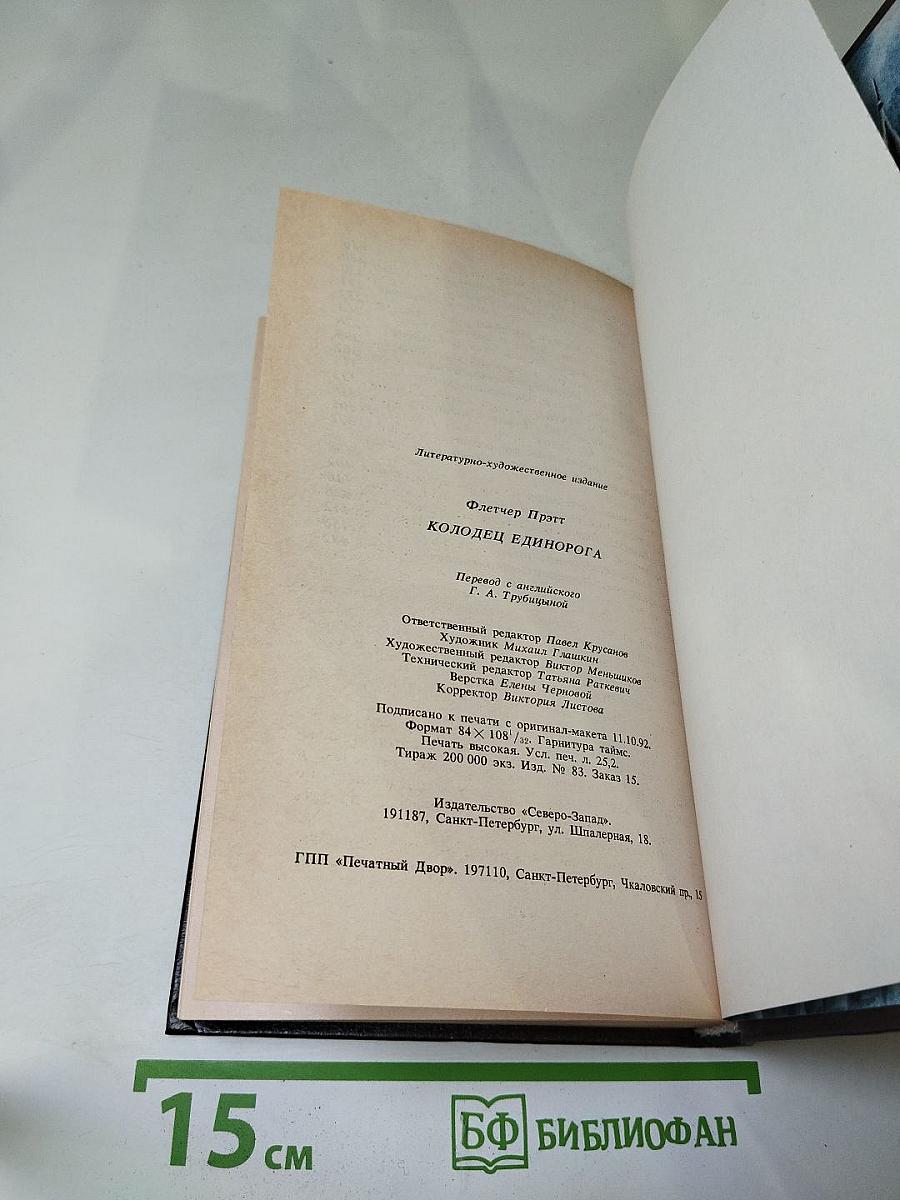 Литературно-художественное издание
Флетчер Прэтт
КОЛОДЕЦ ЕДИНОРОГА
Перевод с английского
Г. А. Трубицыной
Ответственный редактор Павел Крусанов
Художник Михаил Глашкин
Художественный редактор Виктор Меньшиков
Технический редактор Татьяна Раткевич
Верстка Елены Черновой
Корректор Виктория Листова
Подписано к печати с оригинал-макета 11.10.92.
Формат 84×108¹/₃₂. Гарнитура таймс.
Печать высокая. Усл. печ. л. 25,2.
Тираж 200 000 экз. Изд. № 83. Заказ 15.
Издательство «Северо-Запад».
191187, Санкт-Петербург, ул. Шпалерная, 18.
ГПП «Печатный Двор». 197110, Санкт-Петербург, Чкаловский пр., 15
15 см
БФ БИБЛИОФАН